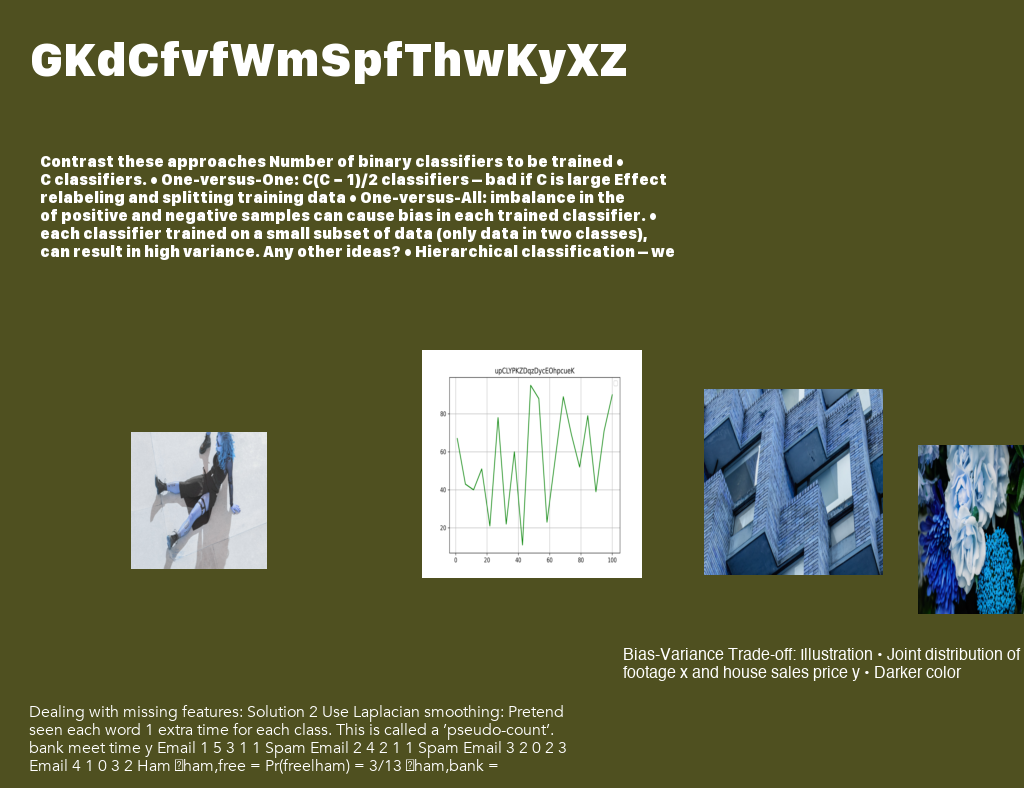 GKdCfvfWmSpfThwKyXZ
Contrast these approaches Number of binary classifiers to be trained •
C classifiers. • One-versus-One: C(C – 1)/2 classifiers – bad if C is large Effect
relabeling and splitting training data • One-versus-All: imbalance in the
of positive and negative samples can cause bias in each trained classifier. •
each classifier trained on a small subset of data (only data in two classes),
can result in high variance. Any other ideas? • Hierarchical classification – we
upCLYPKZDqzDycEOhpcueK
80
60
40
20
0 20 40 60 80 100
Bias-Variance Trade-off: Illustration • Joint distribution of
footage x and house sales price y • Darker color
Dealing with missing features: Solution 2 Use Laplacian smoothing: Pretend
seen each word 1 extra time for each class. This is called a ‘pseudo-count’.
bank meet time y Email 1 5 3 1 1 Spam Email 2 4 2 1 1 Spam Email 3 2 0 2 3
Email 4 1 0 3 2 Ham ham,free = Pr(free|ham) = 3/13 ham,bank =